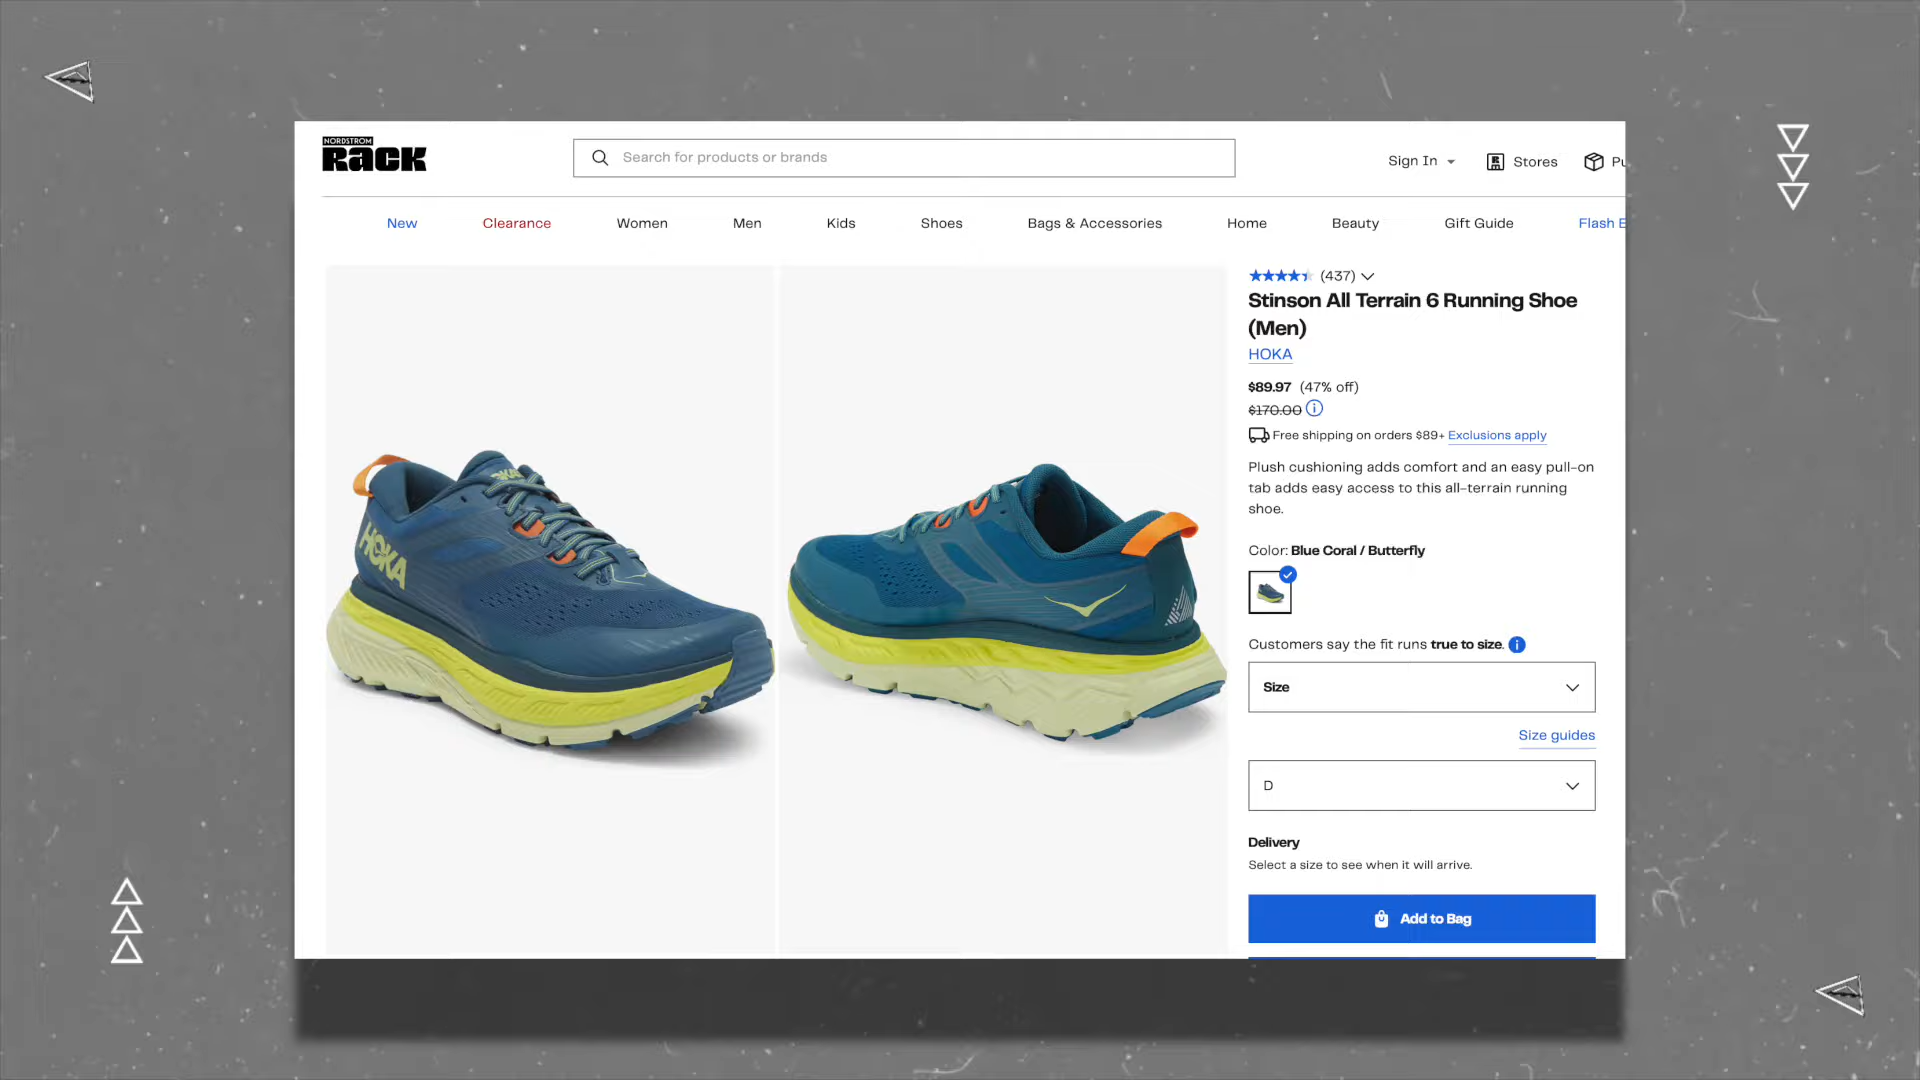 NORDSTROM
RACK
Search for products or brands
Sign In
Stores
Pu
New
Clearance
Women
Men
Kids
Shoes
Bags & Accessories
Home
Beauty
Gift Guide
Flash E
(437)
Stinson All Terrain 6 Running Shoe
(Men)
HOKA
$89.97 (47% off)
$170.00
Free shipping on orders $89+ Exclusions apply
Plush cushioning adds comfort and an easy pull-on
tab adds easy access to this all-terrain running
shoe.
Color: Blue Coral / Butterfly
Customers say the fit runs true to size.
Size
Size guides
D
Delivery
Select a size to see when it will arrive.
Add to Bag
HOKA
HOKA